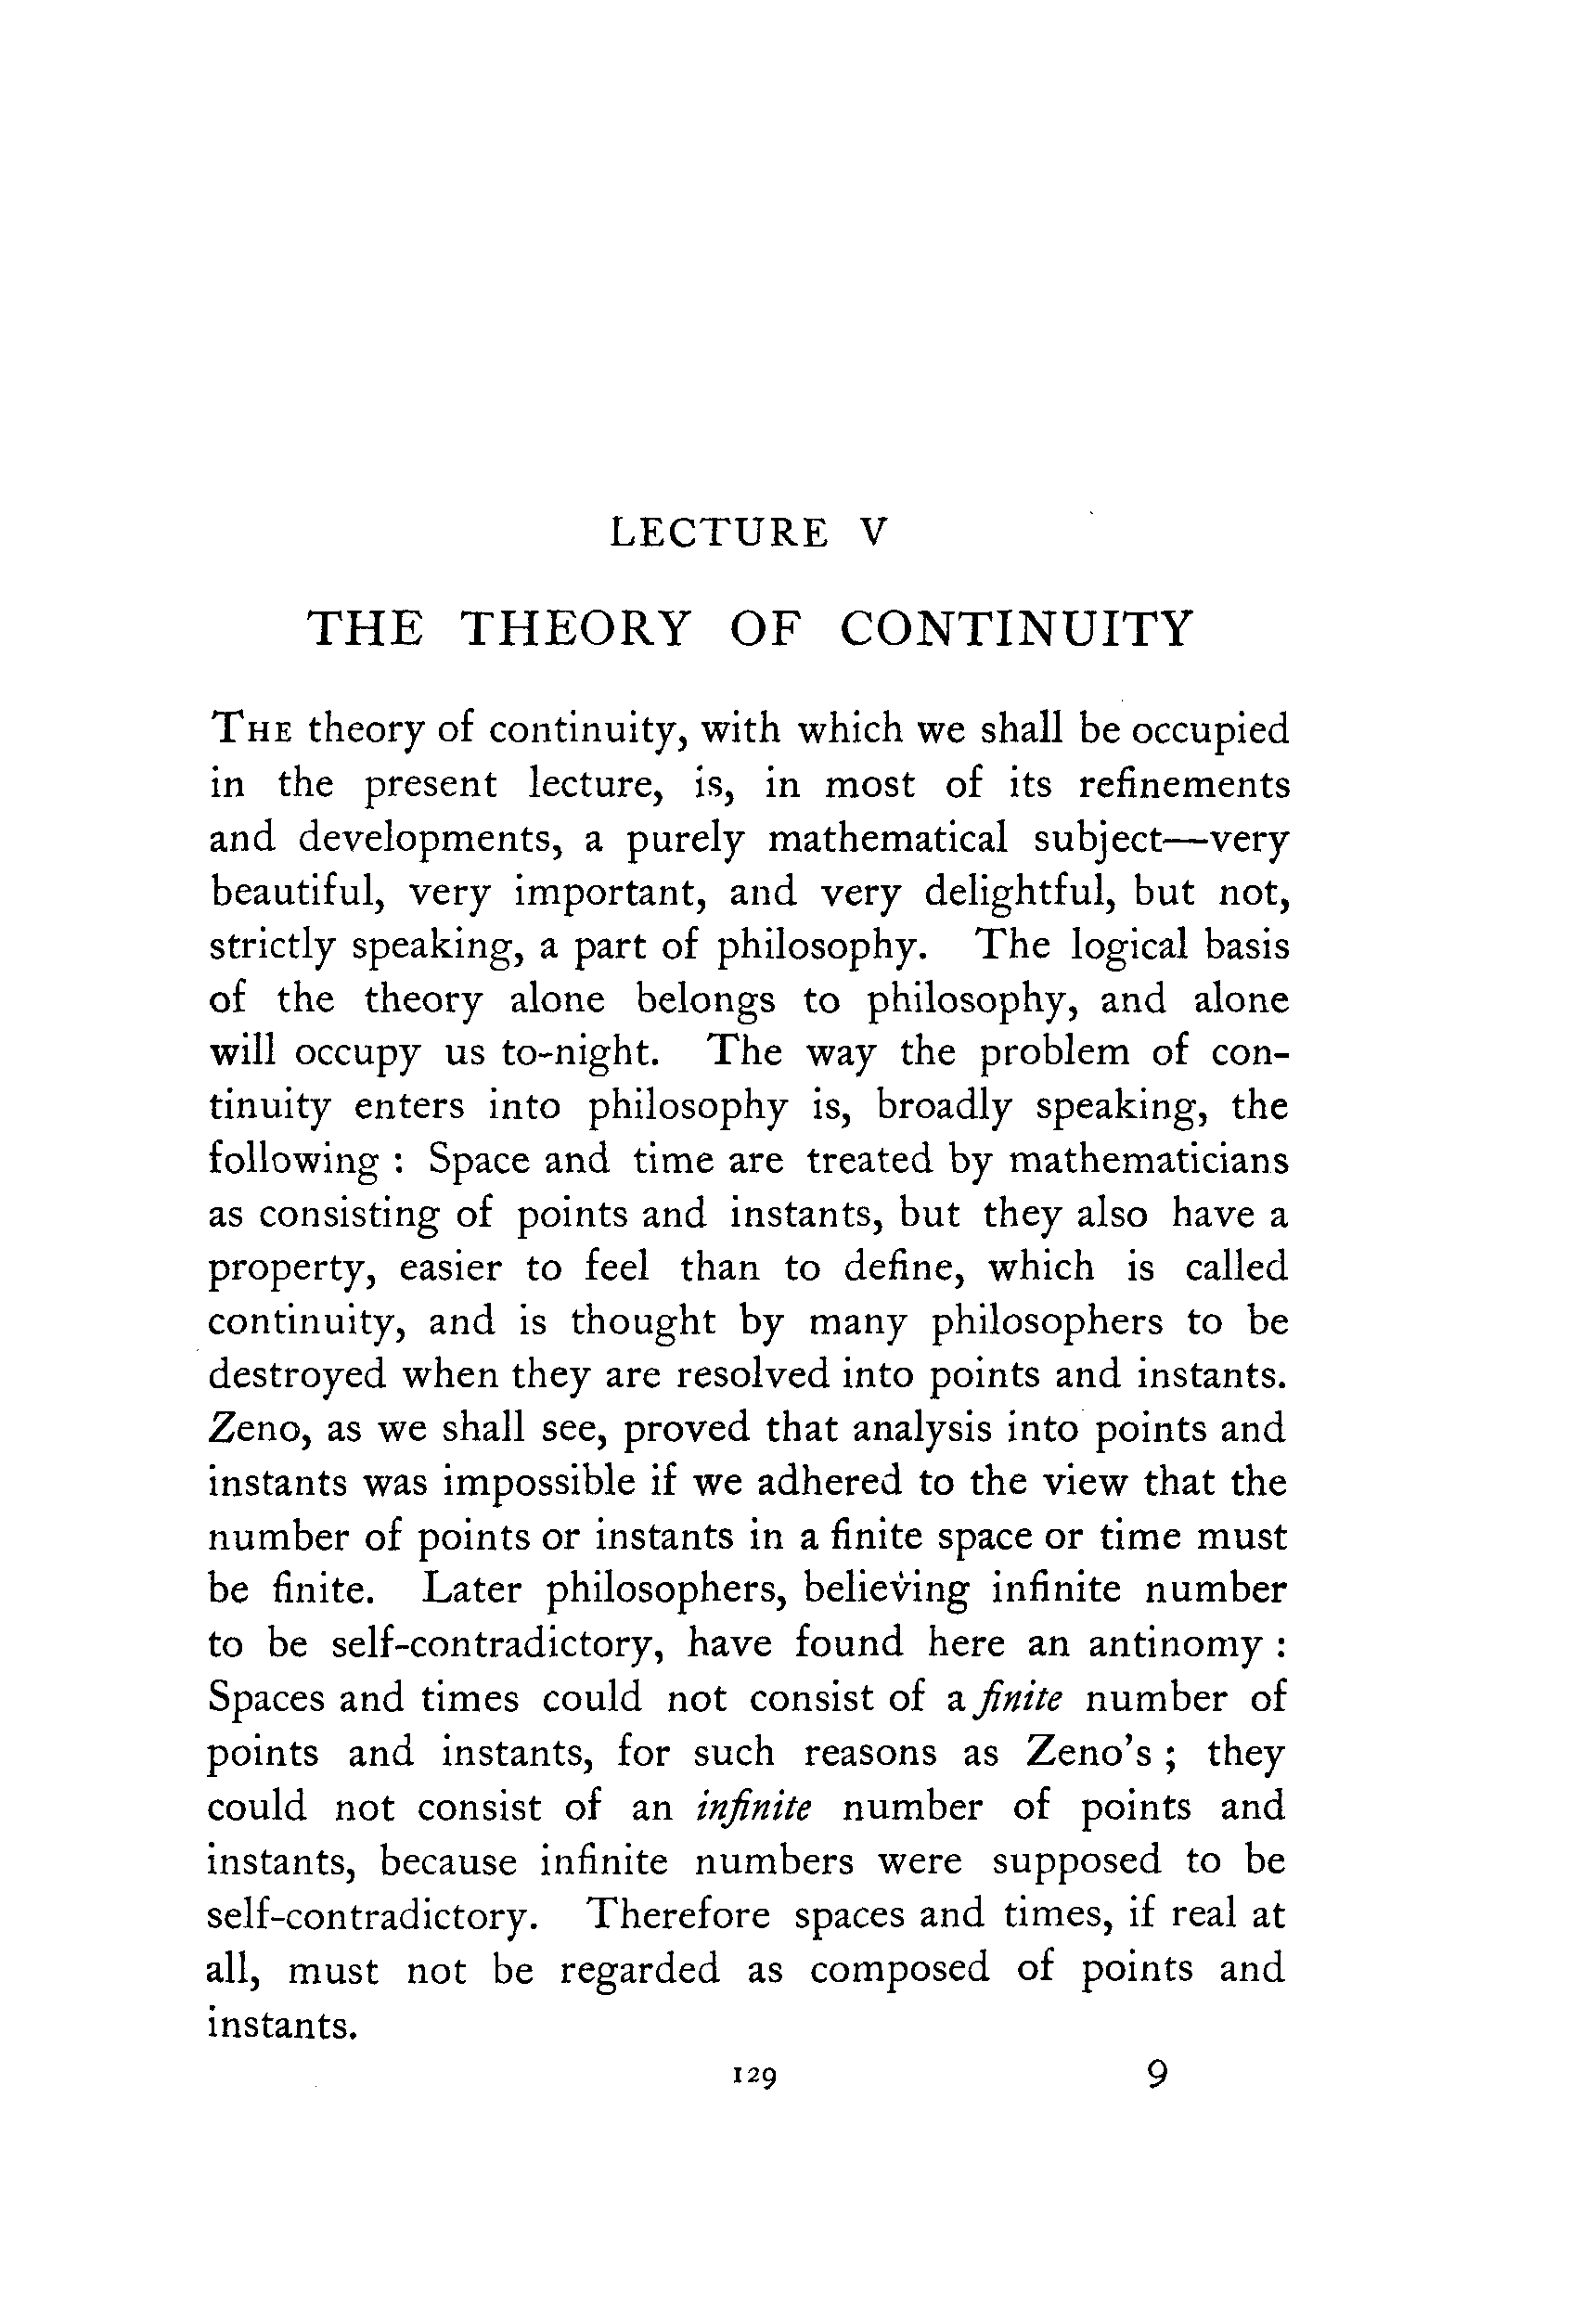 LECTURE V
THE THEORY OF CONTINUITY
THE theory of continuity, with which we shall be occupied
in the present lecture, is, in most of its refinements
and developments, a purely mathematical subject—very
beautiful, very important, and very delightful, but not,
strictly speaking, a part of philosophy. The logical basis
of the theory alone belongs to philosophy, and alone
will occupy us to-night. The way the problem of con-
tinuity enters into philosophy is, broadly speaking, the
following : Space and time are treated by mathematicians
as consisting of points and instants, but they also have a
property, easier to feel than to define, which is called
continuity, and is thought by many philosophers to be
destroyed when they are resolved into points and instants.
Zeno, as we shall see, proved that analysis into points and
instants was impossible if we adhered to the view that the
number of points or instants in a finite space or time must
be finite. Later philosophers, believing infinite number
to be self-contradictory, have found here an antinomy :
Spaces and times could not consist of a finite number of
points and instants, for such reasons as Zeno's ; they
could not consist of an infinite number of points and
instants, because infinite numbers were supposed to be
self-contradictory. Therefore spaces and times, if real at
all, must not be regarded as composed of points and
instants.
129 9